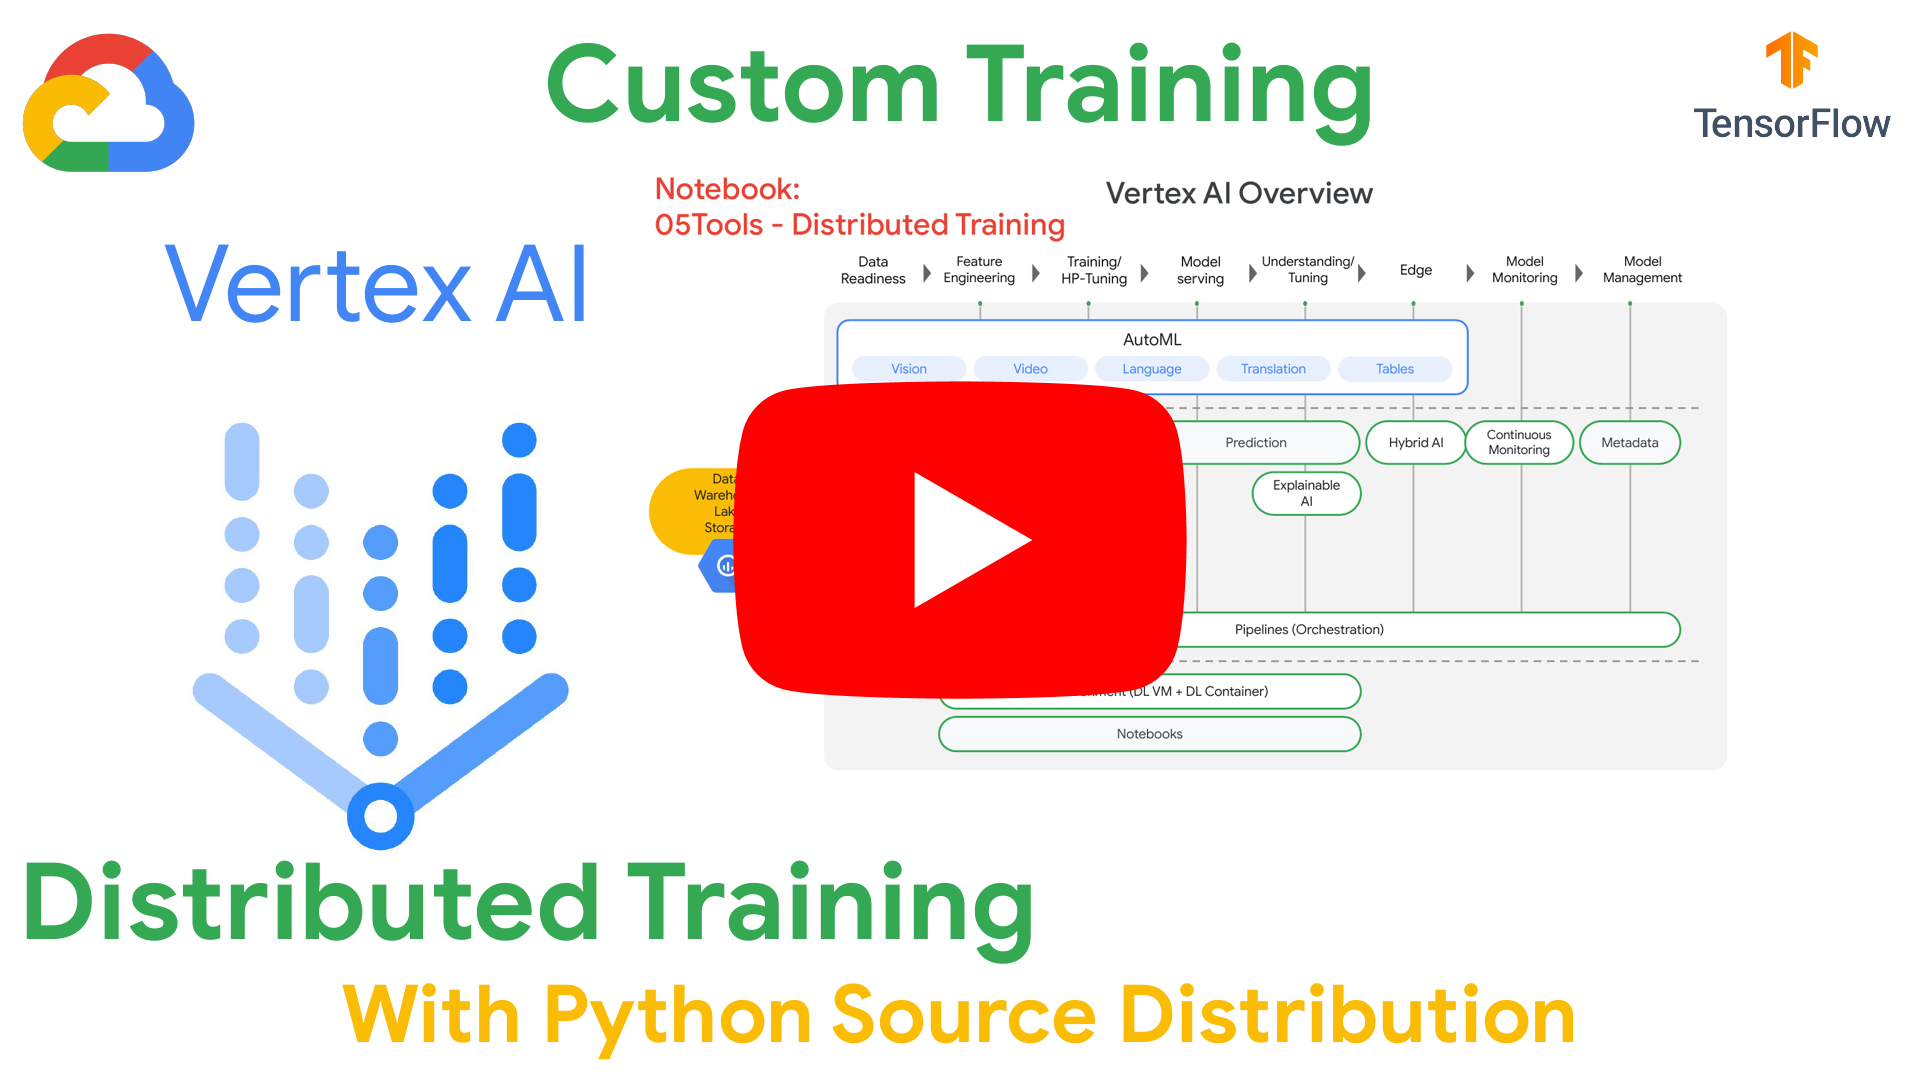 Custom Training
TensorFlow
Notebook:
05Tools - Distributed Training
Vertex AI Overview
Vertex AI
Data
Readiness
Feature
Engineering
Training/
HP-Tuning
Model
serving
Understanding/
Tuning
Edge
Model
Monitoring
Model
Management
AutoML
Vision
Video
Language
Translation
Tables
Prediction
Hybrid AI
Continuous
Monitoring
Metadata
Explainable
AI
Data
Pipelines (Orchestration)
(DL VM + DL Container)
Notebooks
Distributed Training
With Python Source Distribution